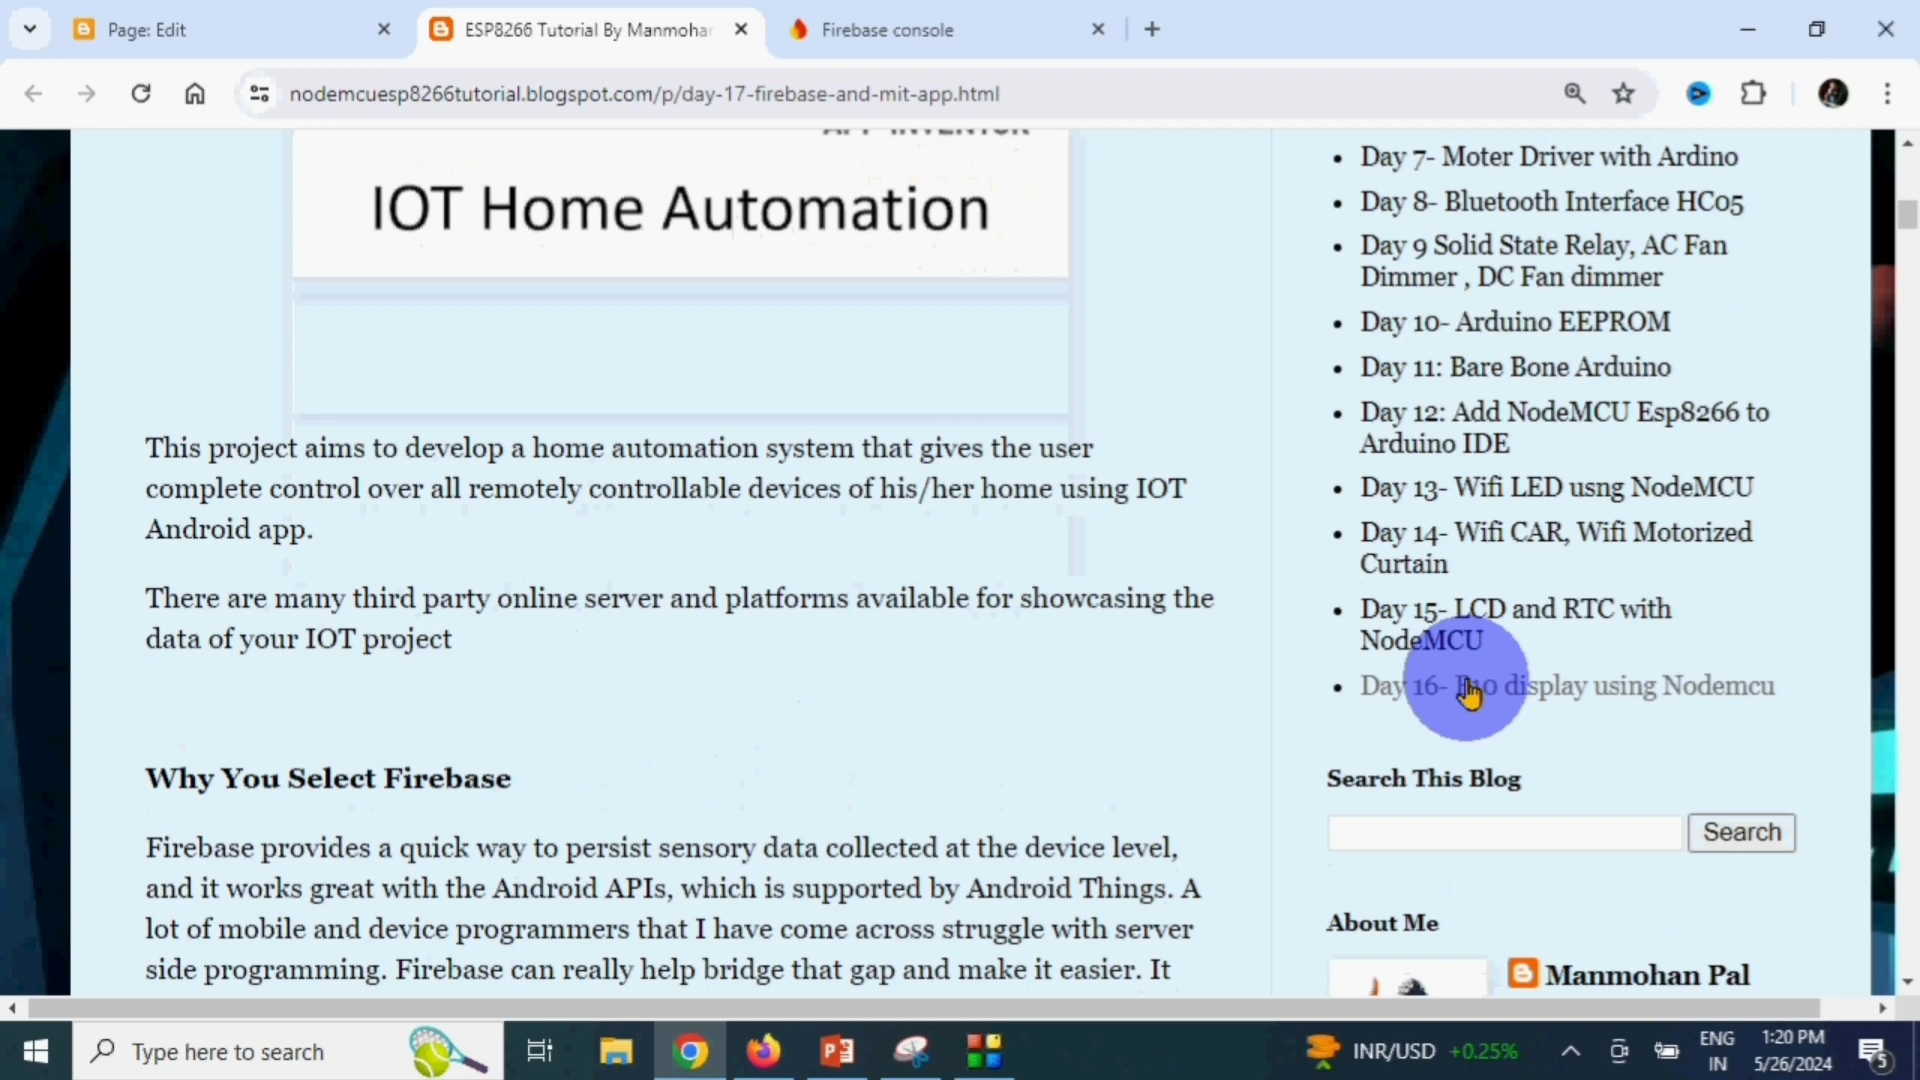 Page: Edit
ESP8266 Tutorial By Manmohar
Firebase console
nodemcuesp8266tutorial.blogspot.com/p/day-17-firebase-and-mit-app.html
IOT Home Automation
This project aims to develop a home automation system that gives the user
complete control over all remotely controllable devices of his/her home using IOT
Android app.
There are many third party online server and platforms available for showcasing the
data of your IOT project
Why You Select Firebase
Firebase provides a quick way to persist sensory data collected at the device level,
and it works great with the Android APIs, which is supported by Android Things. A
lot of mobile and device programmers that I have come across struggle with server
side programming. Firebase can really help bridge that gap and make it easier. It
Day 7- Moter Driver with Ardino
Day 8- Bluetooth Interface HC05
Day 9 Solid State Relay, AC Fan
Dimmer , DC Fan dimmer
Day 10- Arduino EEPROM
Day 11: Bare Bone Arduino
Day 12: Add NodeMCU Esp8266 to
Arduino IDE
Day 13- Wifi LED usng NodeMCU
Day 14- Wifi CAR, Wifi Motorized
Curtain
Day 15- LCD and RTC with
NodeMCU
Day 16- P10 display using Nodemcu
Search This Blog
Search
About Me
Manmohan Pal
Type here to search
INR/USD +0.25%
ENG
IN
1:20 PM
5/26/2024
5